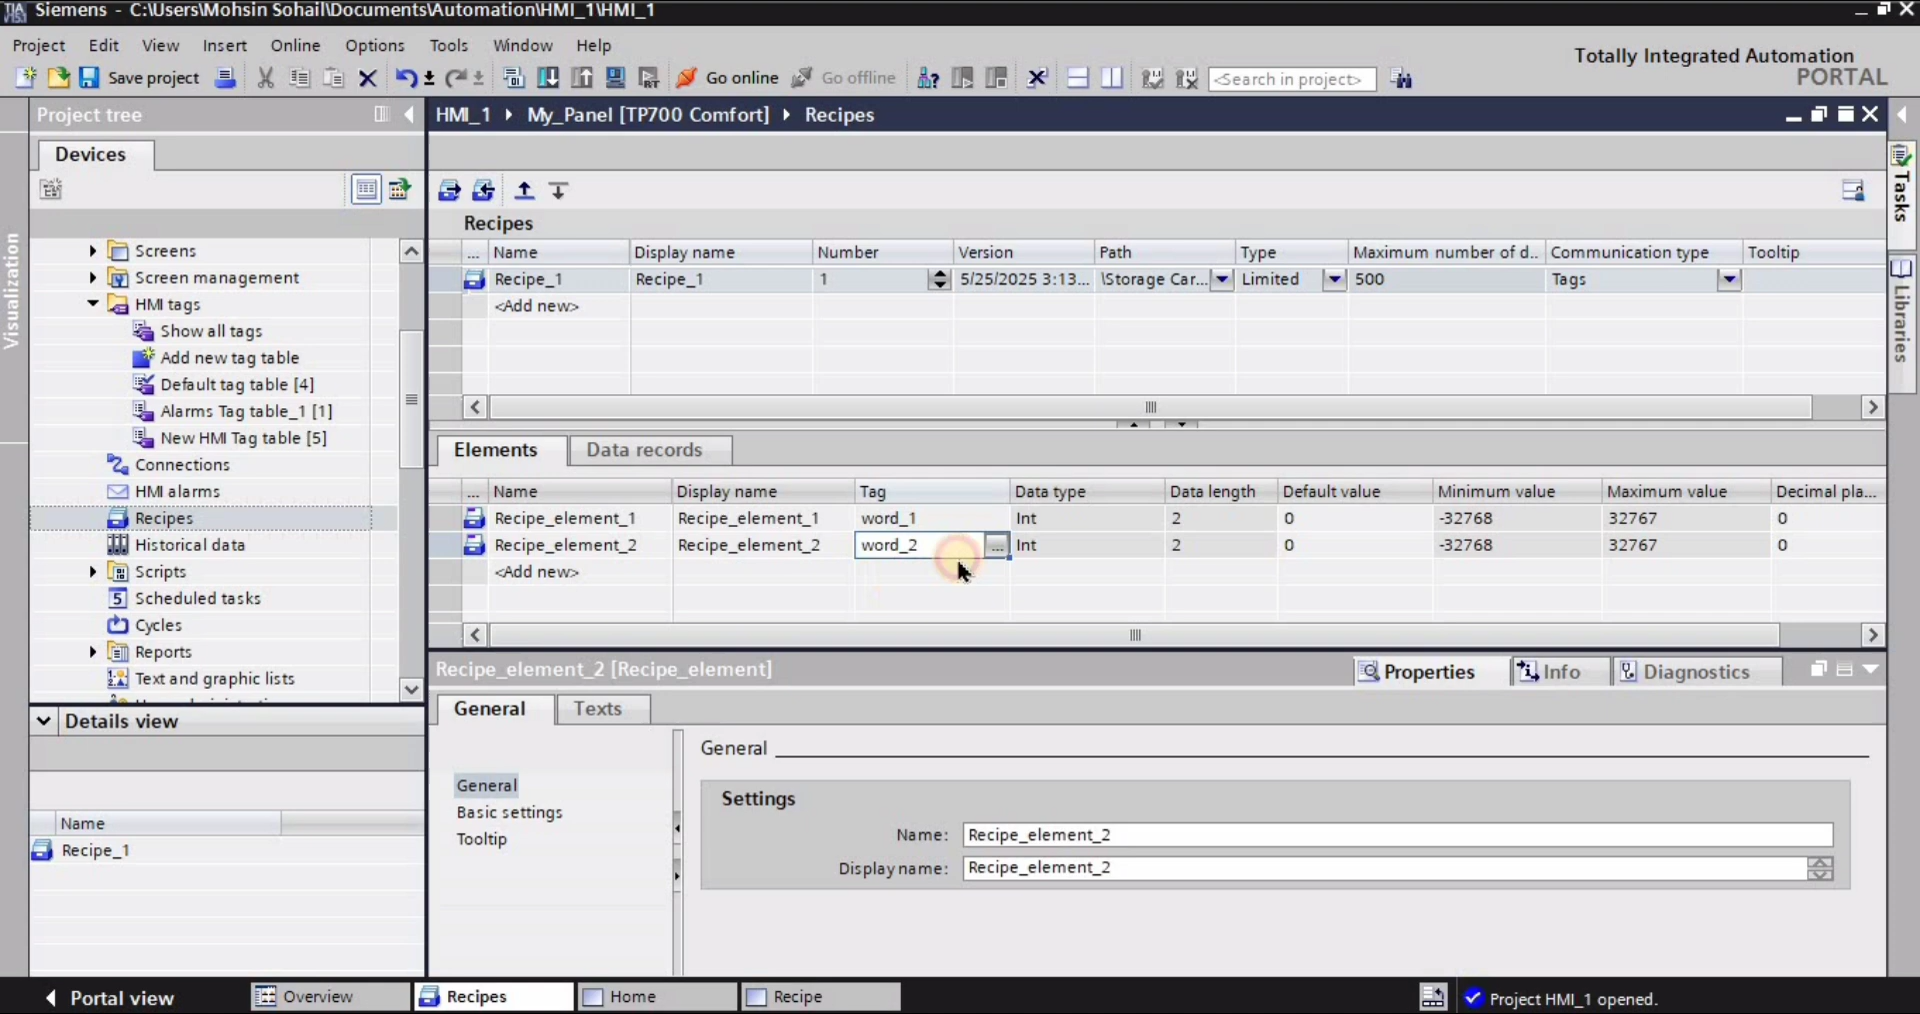 Siemens - C:\Users\Mohsin Sohail\Documents\Automation\HMI_1\HMI_1
Project Edit View Insert Online Options Tools Window Help
Totally Integrated Automation
PORTAL
Save project Go online Go offline <Search in project>
Project tree
HMI_1 My_Panel [TP700 Comfort] Recipes
Devices
Visualization
Tasks
Libraries
Screens
Screen management
HMI tags
Show all tags
Add new tag table
Default tag table [4]
Alarms Tag table_1 [1]
New HMI Tag table [5]
Connections
HMI alarms
Recipes
Historical data
Scripts
Scheduled tasks
Cycles
Reports
Text and graphic lists
Details view
Name
Recipe_1
Recipes
... Name Display name Number Version Path Type Maximum number of d.. Communication type Tooltip
Recipe_1 Recipe_1 1 5/25/2025 3:13... \Storage Car... Limited 500 Tags
<Add new>
Elements Data records
... Name Display name Tag Data type Data length Default value Minimum value Maximum value Decimal pla...
Recipe_element_1 Recipe_element_1 word_1 Int 2 0 -32768 32767 0
Recipe_element_2 Recipe_element_2 word_2 ... Int 2 0 -32768 32767 0
<Add new>
Recipe_element_2 [Recipe_element]
Properties Info Diagnostics
General Texts
General
Basic settings
Tooltip
General
Settings
Name: Recipe_element_2
Display name: Recipe_element_2
Portal view Overview Recipes Home Recipe Project HMI_1 opened.